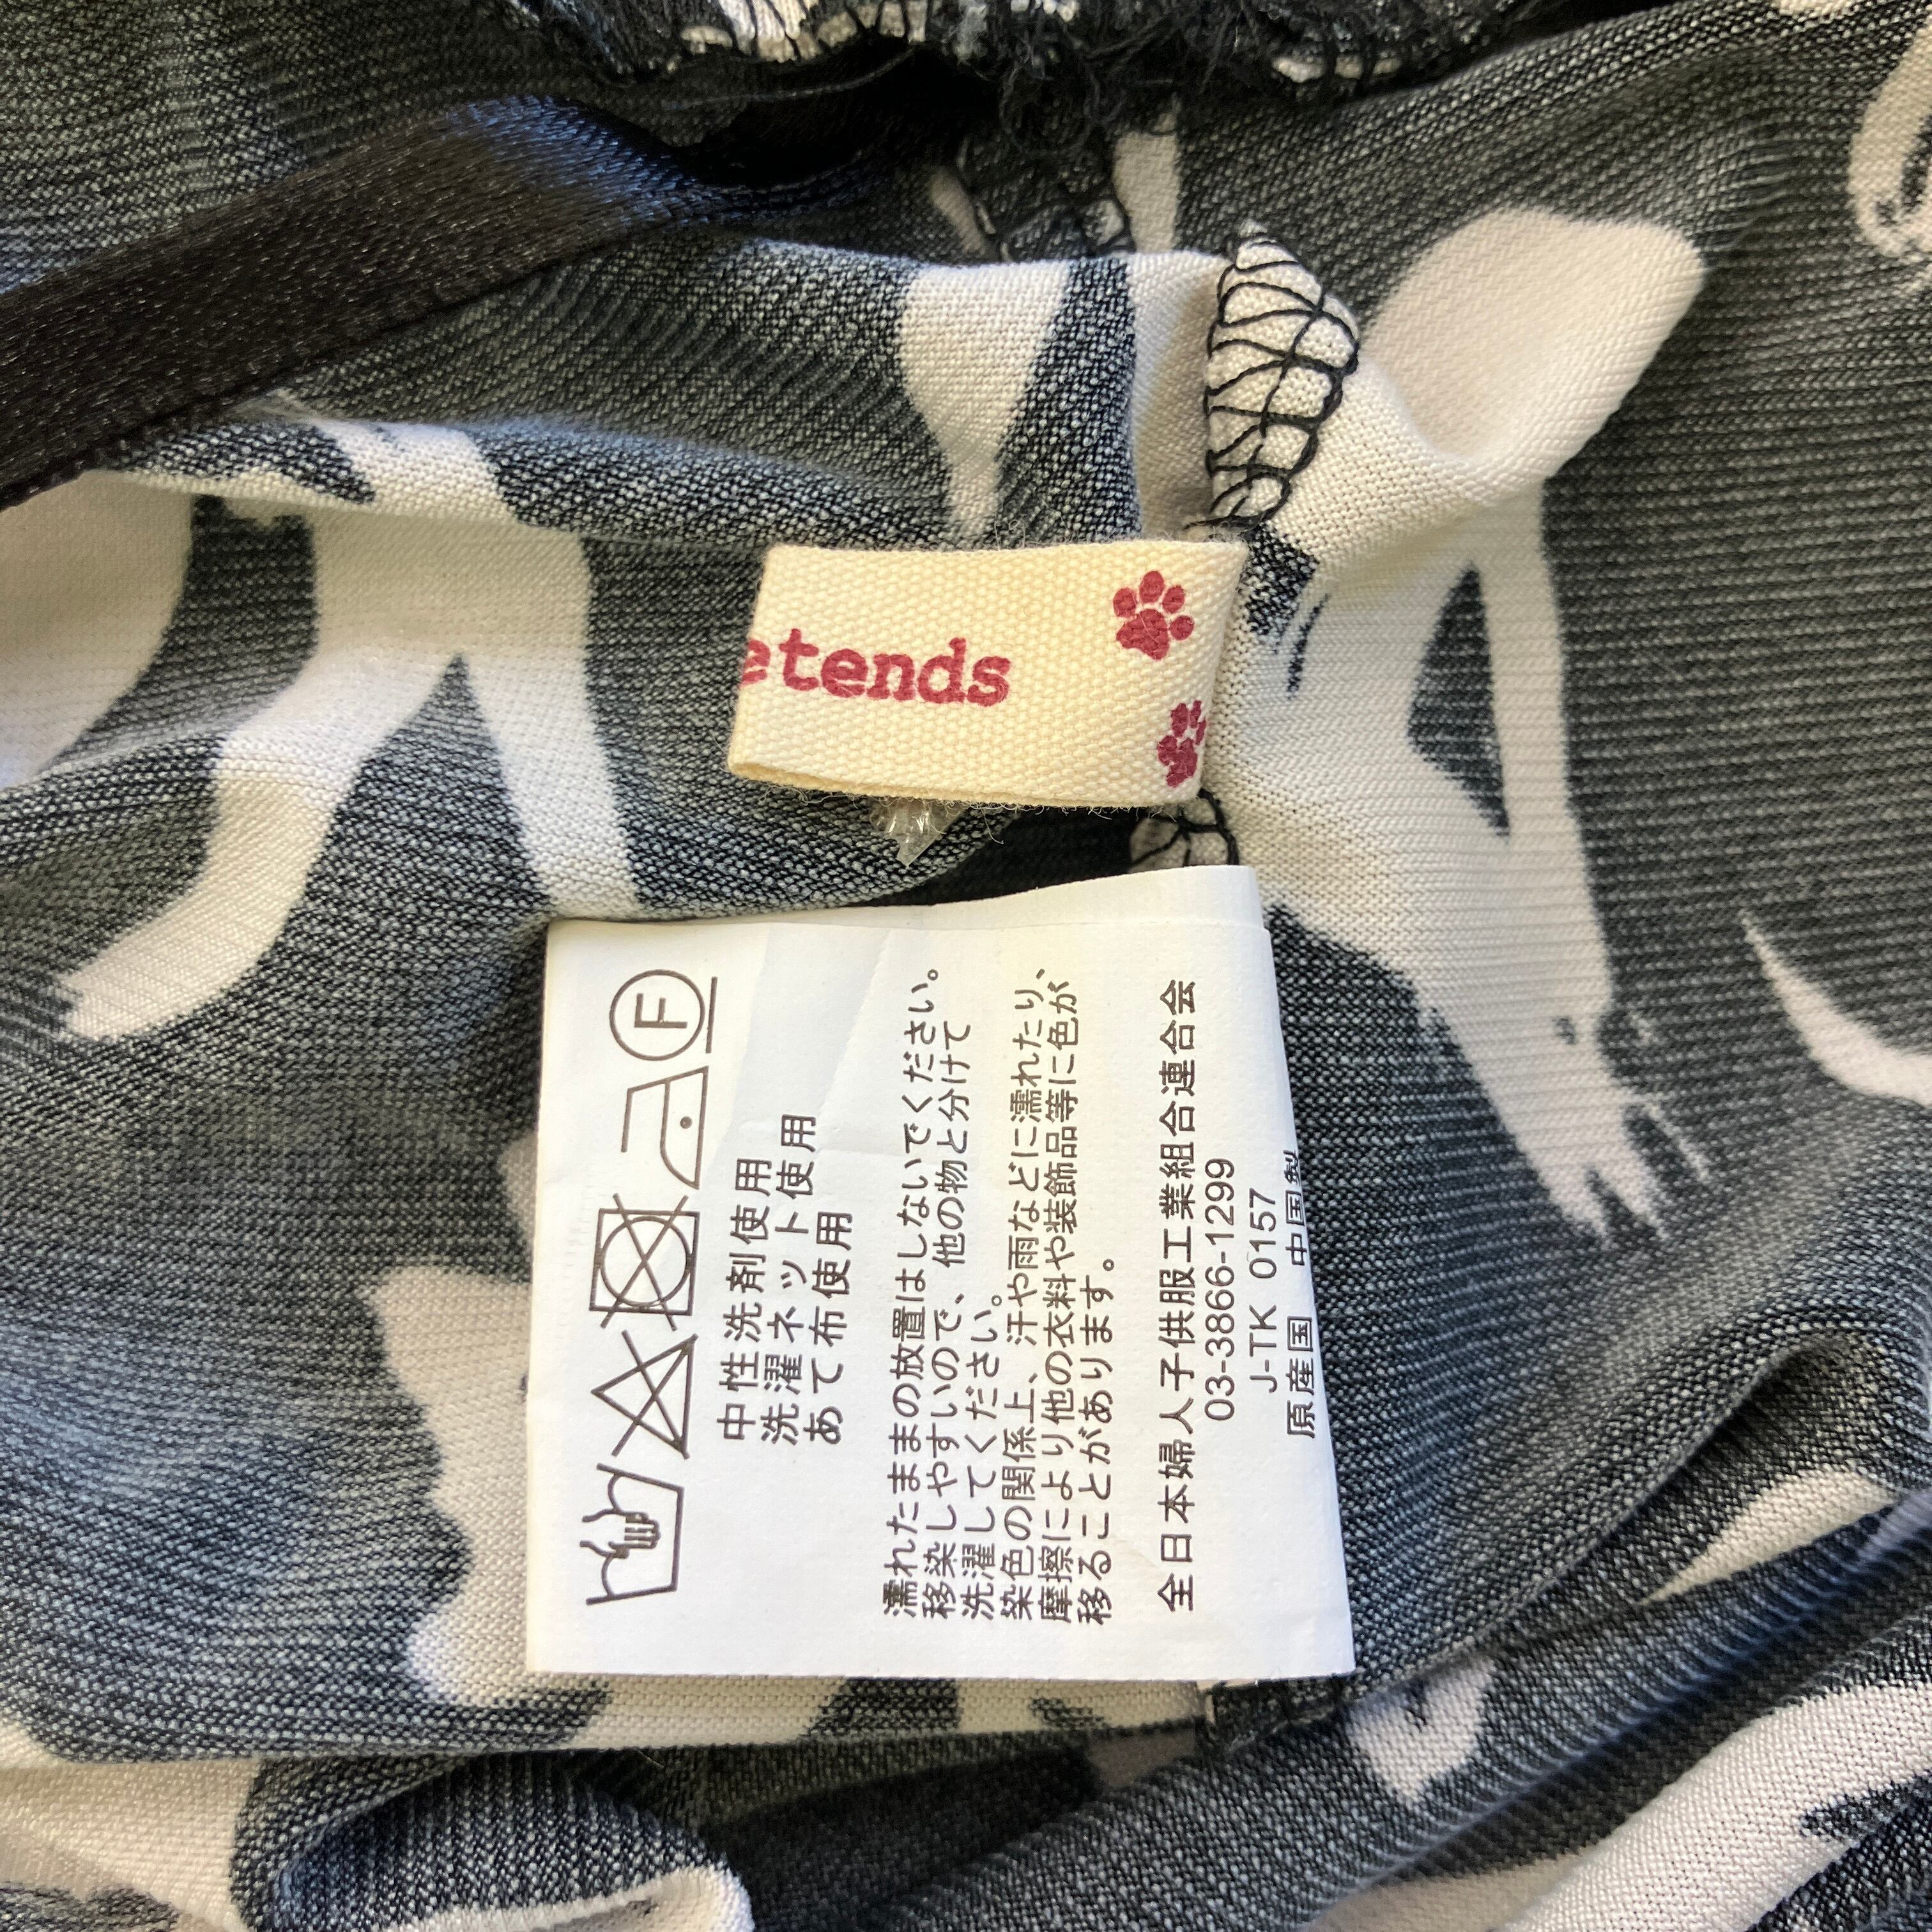 etends
F
中性洗剤使用
洗濯ネット使用
あて布使用
濡れたままの放置はしないでください。
移染しやすいので、他の物と分けて
洗濯してください。
染色の関係上、汗や雨などに濡れたり、
摩擦により他の衣料や装飾品等に色が
移ることがあります。
全日本婦人子供服工業組合連合会
03-3866-1299
J-TK 0157
原産国 中国製